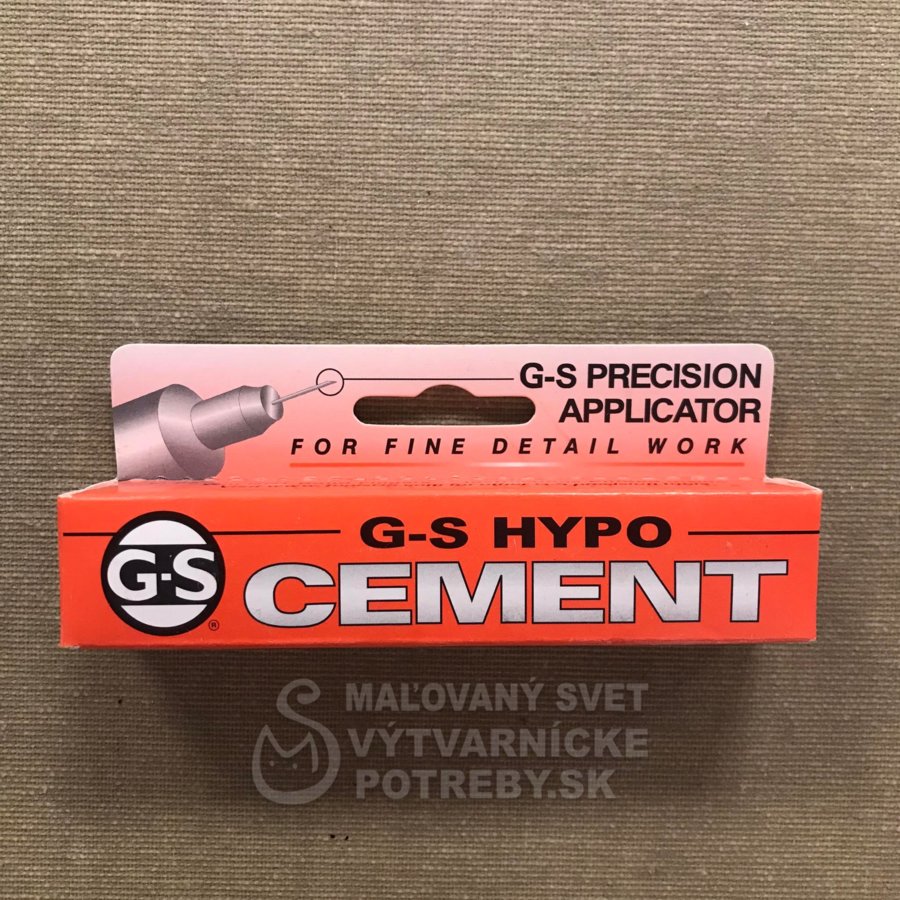 G-S PRECISION
APPLICATOR
FOR FINE DETAIL WORK
G-S HYPO
G-S
®
CEMENT
MAĽOVANÝ SVET
VÝTVARNÍCKE
POTREBY.SK